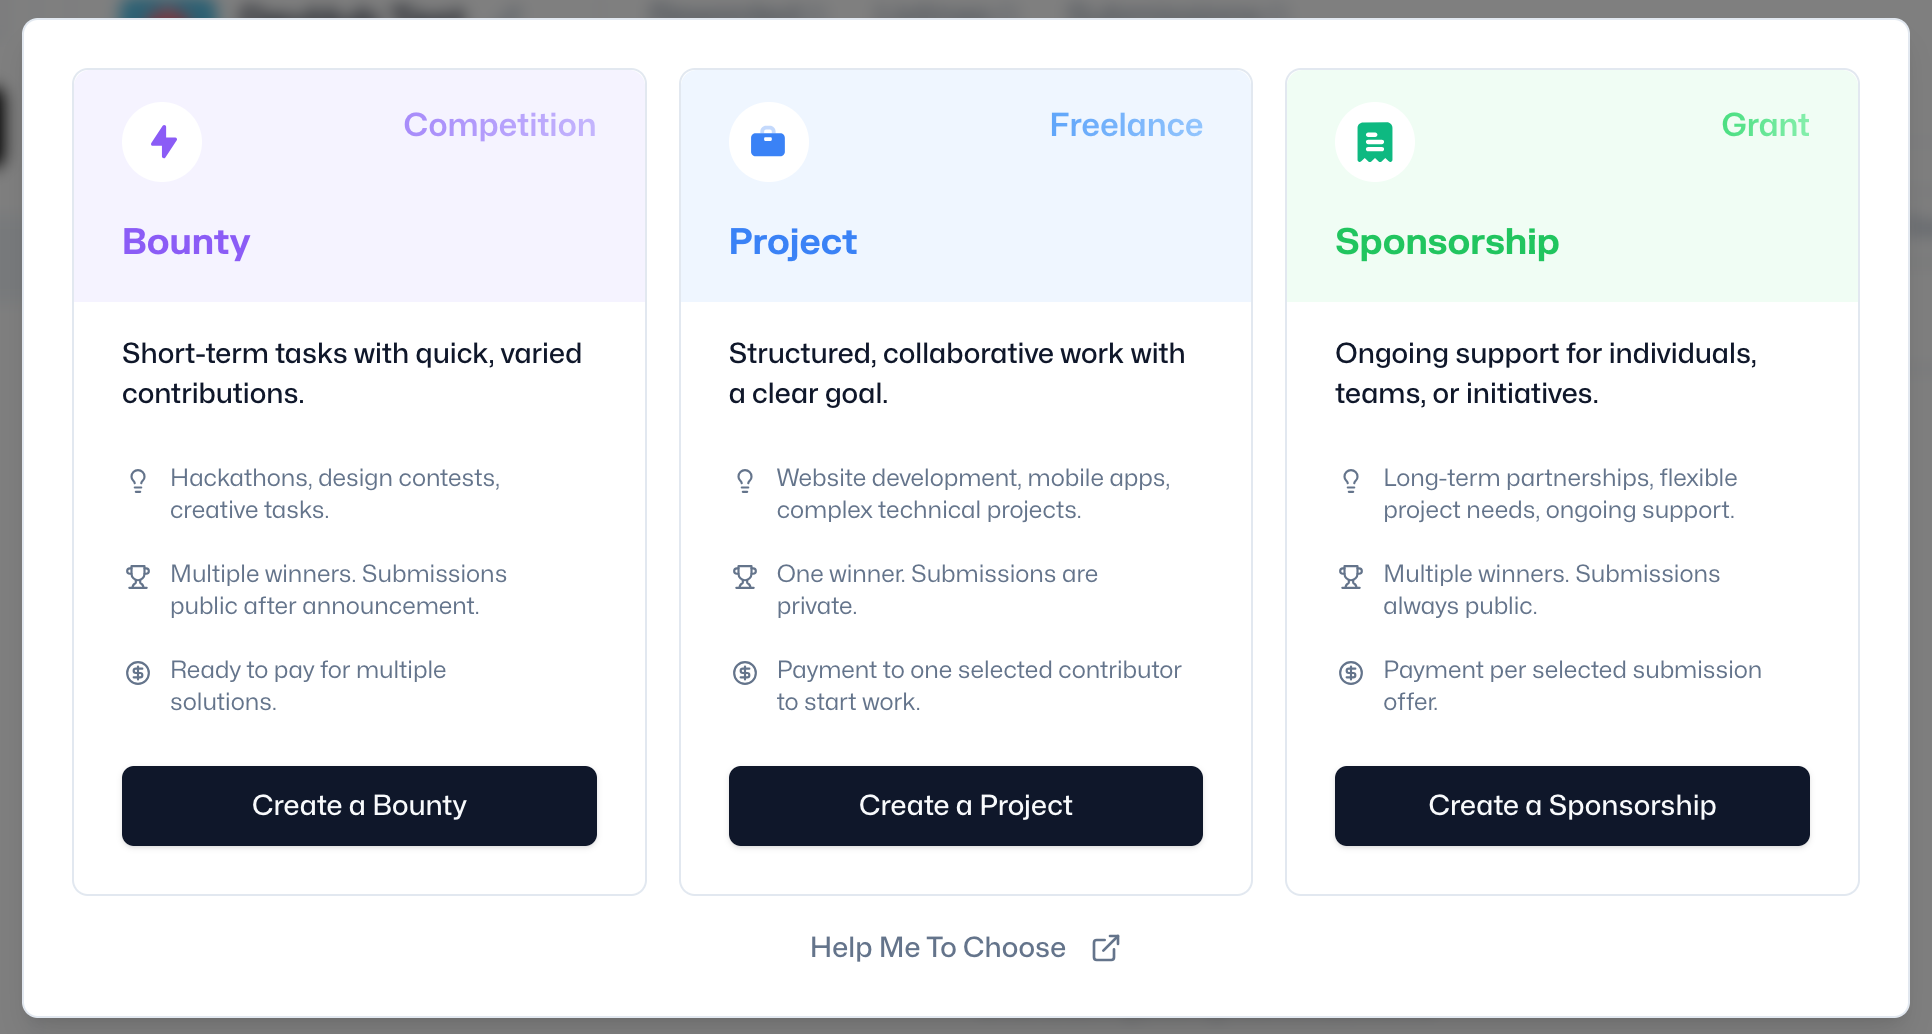 Competition
Bounty
Short-term tasks with quick, varied
contributions.
Hackathons, design contests,
creative tasks.
Multiple winners. Submissions
public after announcement.
Ready to pay for multiple
solutions.
Create a Bounty
Freelance
Project
Structured, collaborative work with
a clear goal.
Website development, mobile apps,
complex technical projects.
One winner. Submissions are
private.
Payment to one selected contributor
to start work.
Create a Project
Grant
Sponsorship
Ongoing support for individuals,
teams, or initiatives.
Long-term partnerships, flexible
project needs, ongoing support.
Multiple winners. Submissions
always public.
Payment per selected submission
offer.
Create a Sponsorship
Help Me To Choose